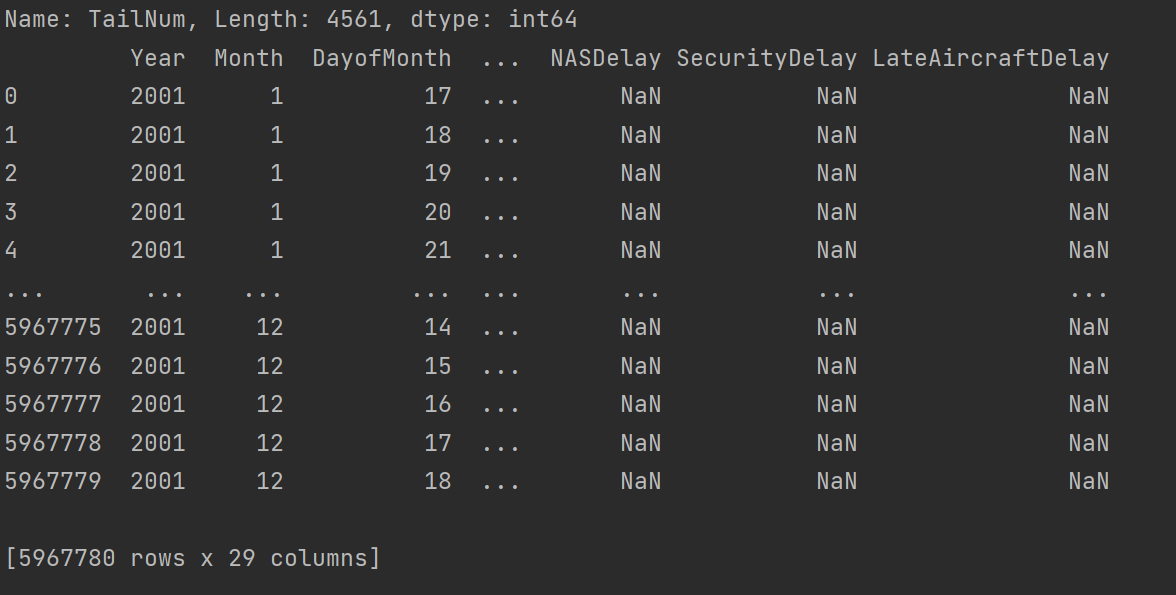 Name: TailNum, Length: 4561, dtype: int64
         Year  Month  DayofMonth  ...  NASDelay SecurityDelay LateAircraftDelay
0        2001      1          17  ...       NaN           NaN               NaN
1        2001      1          18  ...       NaN           NaN               NaN
2        2001      1          19  ...       NaN           NaN               NaN
3        2001      1          20  ...       NaN           NaN               NaN
4        2001      1          21  ...       NaN           NaN               NaN
...       ...    ...         ...  ...       ...           ...               ...
5967775  2001     12          14  ...       NaN           NaN               NaN
5967776  2001     12          15  ...       NaN           NaN               NaN
5967777  2001     12          16  ...       NaN           NaN               NaN
5967778  2001     12          17  ...       NaN           NaN               NaN
5967779  2001     12          18  ...       NaN           NaN               NaN
[5967780 rows x 29 columns]